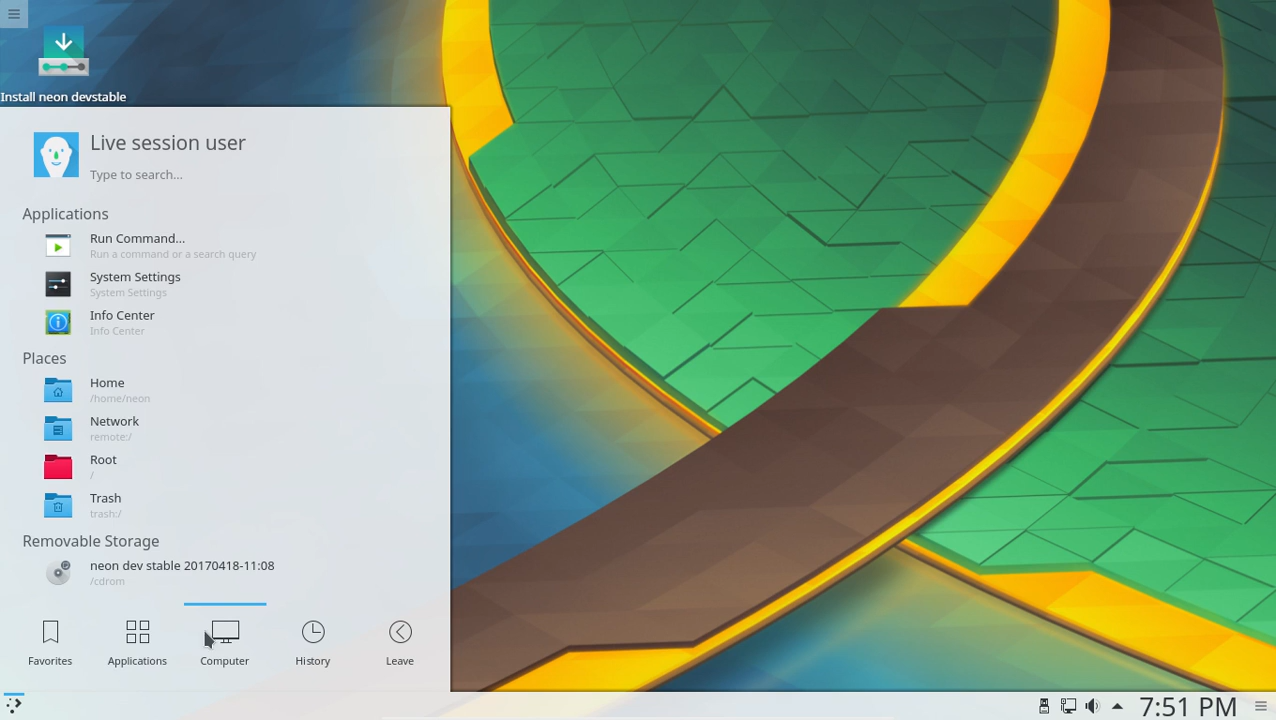 Install neon devstable
Live session user
Type to search...
Applications
Run Command...
Run a command or a search query
System Settings
System Settings
Info Center
Info Center
Places
Home
/home/neon
Network
remote:/
Root
/
Trash
trash:/
Removable Storage
neon dev stable 20170418-11:08
/cdrom
Favorites
Applications
Computer
History
Leave
7:51 PM